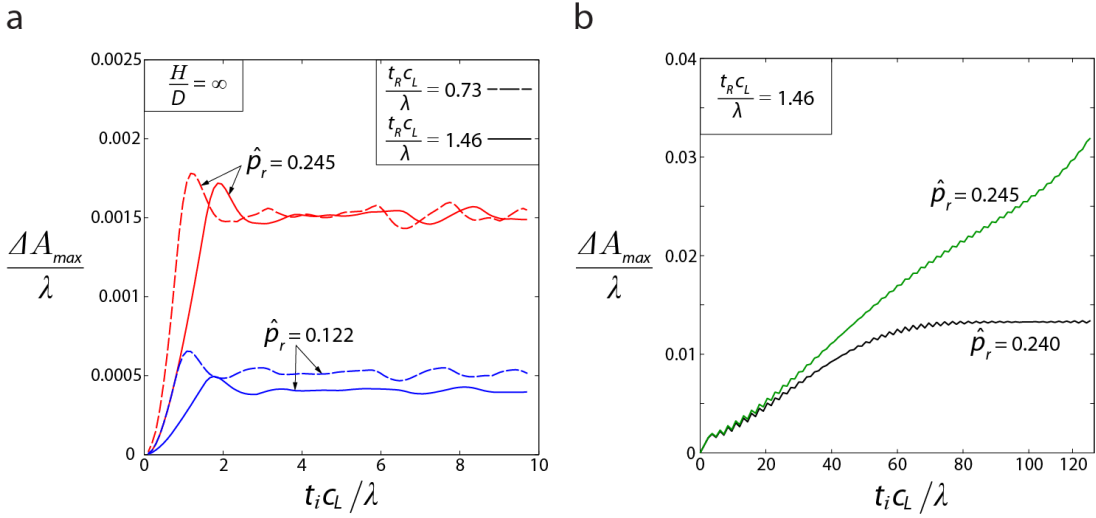 a
0.0025
0.002
0.0015
0.001
0.0005
0
0
2
4
6
8
10
H/D = ∞
t_R c_L/λ = 0.73
t_R c_L/λ = 1.46
p̂_r = 0.245
p̂_r = 0.122
ΔA_max/λ
t_i c_L/λ
b
0.04
0.03
0.02
0.01
0
0
20
40
60
80
100
120
t_R c_L/λ = 1.46
p̂_r = 0.245
p̂_r = 0.240
ΔA_max/λ
t_i c_L/λ